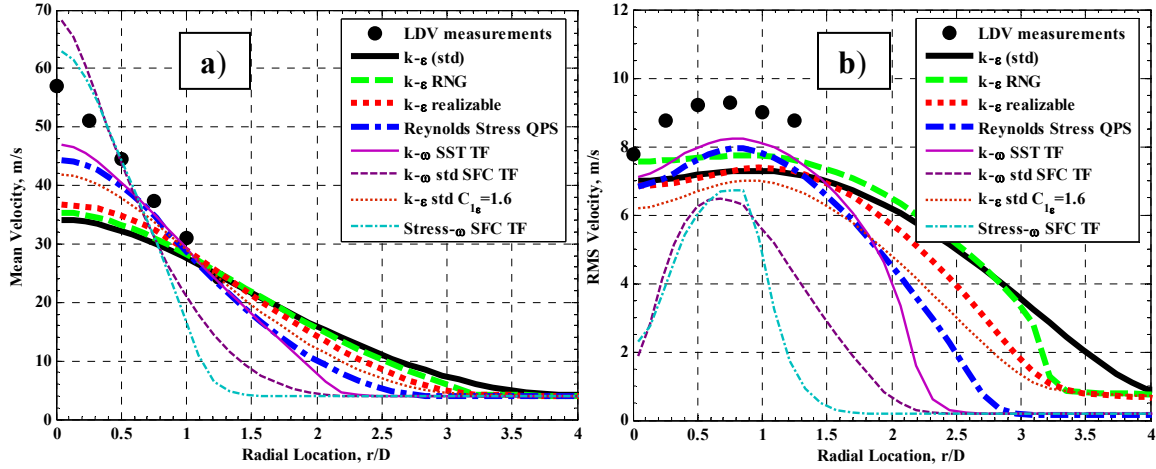 70
60
50
40
30
20
10
0
Mean Velocity, m/s
0 0.5 1 1.5 2 2.5 3 3.5 4
Radial Location, r/D
a)
LDV measurements
k-ε (std)
k-ε RNG
k-ε realizable
Reynolds Stress QPS
k-ω SST TF
k-ω std SFC TF
k-ε std C1ε=1.6
Stress-ω SFC TF
12
10
8
6
4
2
0
RMS Velocity, m/s
0 0.5 1 1.5 2 2.5 3 3.5 4
Radial Location, r/D
b)
LDV measurements
k-ε (std)
k-ε RNG
k-ε realizable
Reynolds Stress QPS
k-ω SST TF
k-ω std SFC TF
k-ε std C1ε=1.6
Stress-ω SFC TF